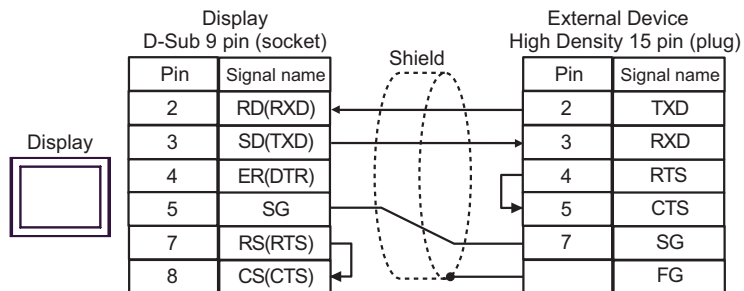 Display
D-Sub 9 pin (socket)
External Device
High Density 15 pin (plug)
Shield
Pin Signal name
Pin Signal name
2 RD(RXD)
2 TXD
Display
3 SD(TXD)
3 RXD
4 ER(DTR)
4 RTS
5 SG
5 CTS
7 RS(RTS)
7 SG
8 CS(CTS)
FG